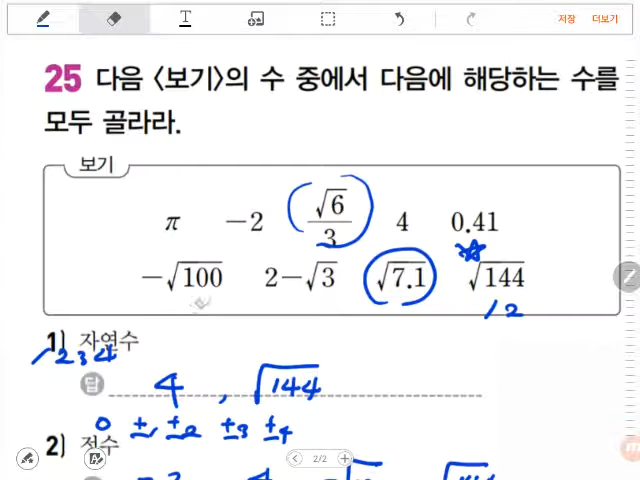 T 저장 더보기
25 다음 〈보기〉의 수 중에서 다음에 해당하는 수를
모두 골라라.
보기
π −2 √6/3 4 0.41
−√100 2−√3 √7.1 √144
12
1) 자연수
1 2 3 4
답 4 , √144
0 ±1 ±2 ±3 ±4
2) 정수
2/2
−2 4